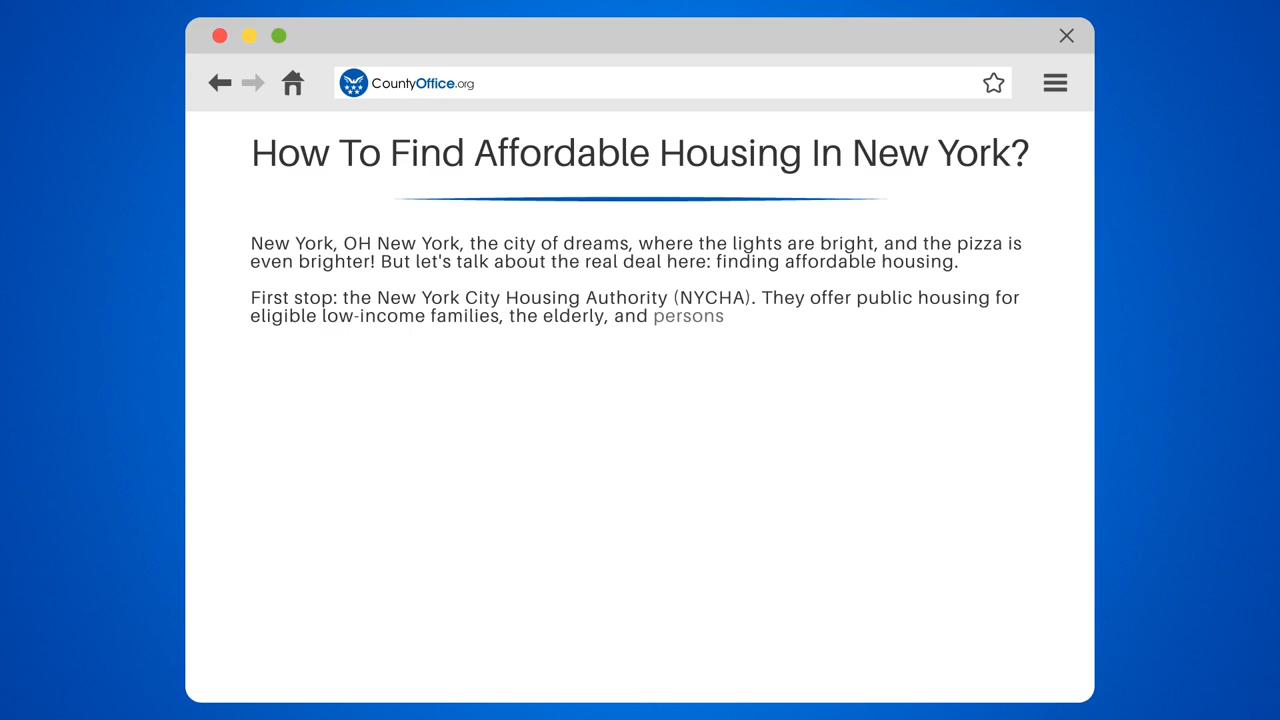 CountyOffice.org
How To Find Affordable Housing In New York?
New York, OH New York, the city of dreams, where the lights are bright, and the pizza is
even brighter! But let's talk about the real deal here: finding affordable housing.
First stop: the New York City Housing Authority (NYCHA). They offer public housing for
eligible low-income families, the elderly, and persons